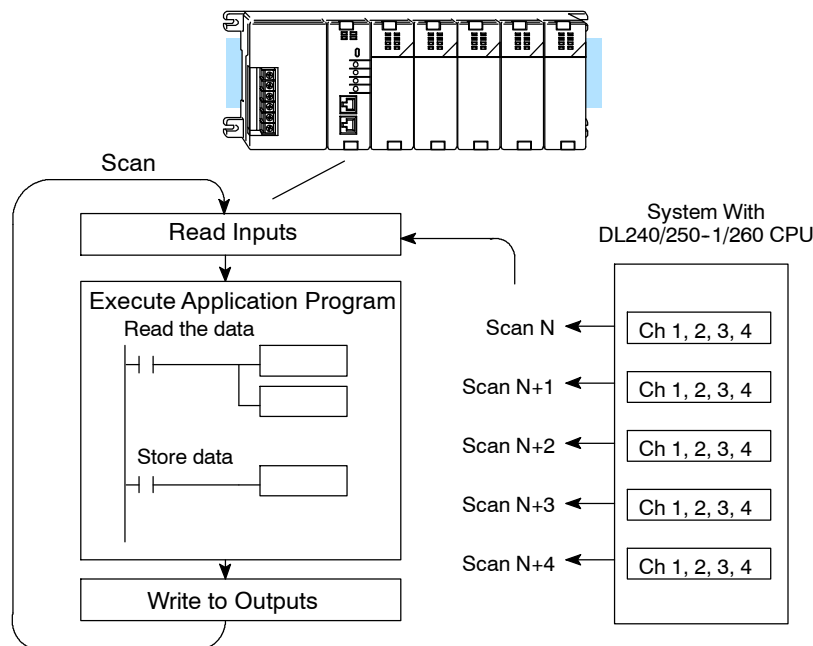 Scan
Read Inputs
Execute Application Program
Read the data
Store data
Write to Outputs
System With
DL240/250-1/260 CPU
Scan N
Ch 1, 2, 3, 4
Scan N+1
Ch 1, 2, 3, 4
Scan N+2
Ch 1, 2, 3, 4
Scan N+3
Ch 1, 2, 3, 4
Scan N+4
Ch 1, 2, 3, 4